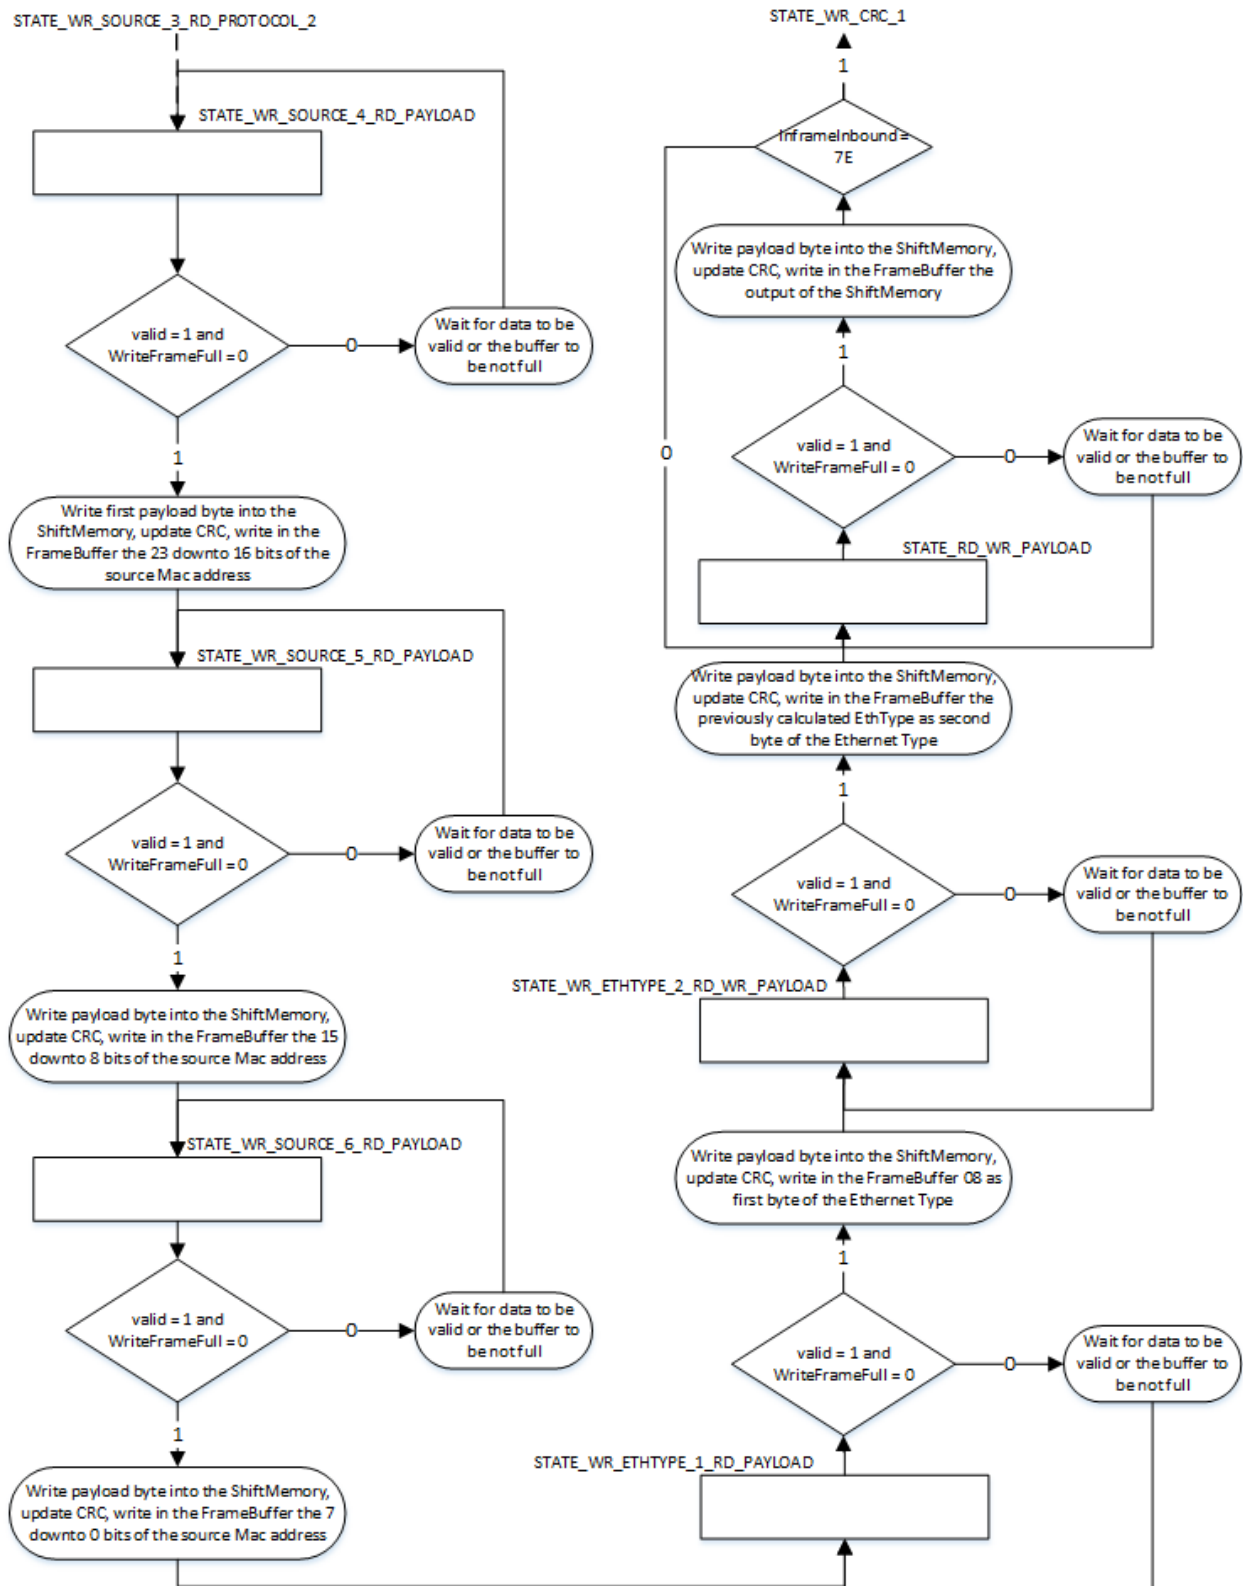 STATE_WR_SOURCE_3_RD_PROTOCOL_2
STATE_WR_SOURCE_4_RD_PAYLOAD
valid = 1 and
WriteFrameFull = 0
0
Wait for data to be
valid or the buffer to
be not full
1
Write first payload byte into the
ShiftMemory, update CRC, write in the
FrameBuffer the 23 downto 16 bits of the
source Mac address
STATE_WR_SOURCE_5_RD_PAYLOAD
valid = 1 and
WriteFrameFull = 0
0
Wait for data to be
valid or the buffer to
be not full
1
Write payload byte into the ShiftMemory,
update CRC, write in the FrameBuffer the 15
downto 8 bits of the source Mac address
STATE_WR_SOURCE_6_RD_PAYLOAD
valid = 1 and
WriteFrameFull = 0
0
Wait for data to be
valid or the buffer to
be not full
1
Write payload byte into the ShiftMemory,
update CRC, write in the FrameBuffer the 7
downto 0 bits of the source Mac address
STATE_WR_CRC_1
1
InframeInbound =
7E
0
Write payload byte into the ShiftMemory,
update CRC, write in the FrameBuffer the
output of the ShiftMemory
1
valid = 1 and
WriteFrameFull = 0
0
Wait for data to be
valid or the buffer to
be not full
STATE_RD_WR_PAYLOAD
Write payload byte into the ShiftMemory,
update CRC, write in the FrameBuffer the
previously calculated EthType as second
byte of the Ethernet Type
1
valid = 1 and
WriteFrameFull = 0
0
Wait for data to be
valid or the buffer to
be not full
STATE_WR_ETHTYPE_2_RD_WR_PAYLOAD
Write payload byte into the ShiftMemory,
update CRC, write in the FrameBuffer 08 as
first byte of the Ethernet Type
1
valid = 1 and
WriteFrameFull = 0
0
Wait for data to be
valid or the buffer to
be not full
STATE_WR_ETHTYPE_1_RD_PAYLOAD